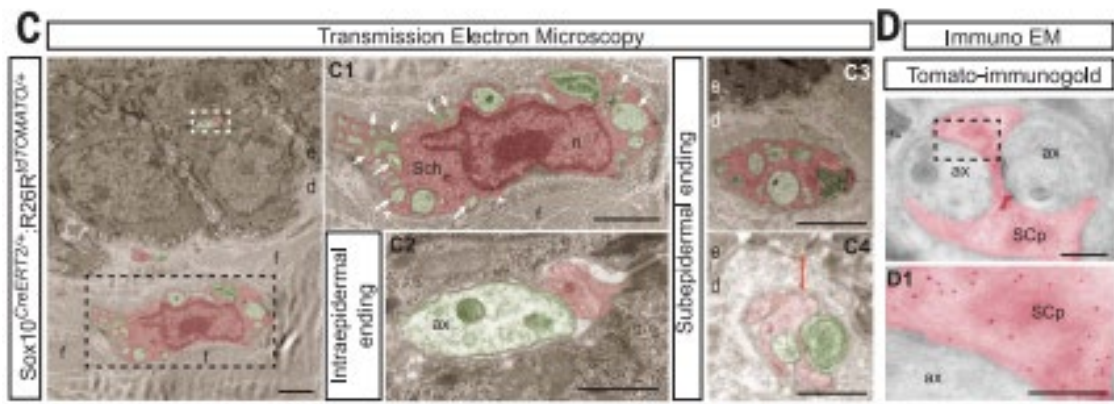 C
Transmission Electron Microscopy
D
Immuno EM
Sox10CreERT2/+;R26RtdTOMATO/+
e
d
f
f
f
C1
Sch
n
f
Intraepidermal
ending
C2
ax
Subepidermal ending
C3
e
d
C4
e
d
Tomato-immunogold
ax
ax
SCp
D1
SCp
ax